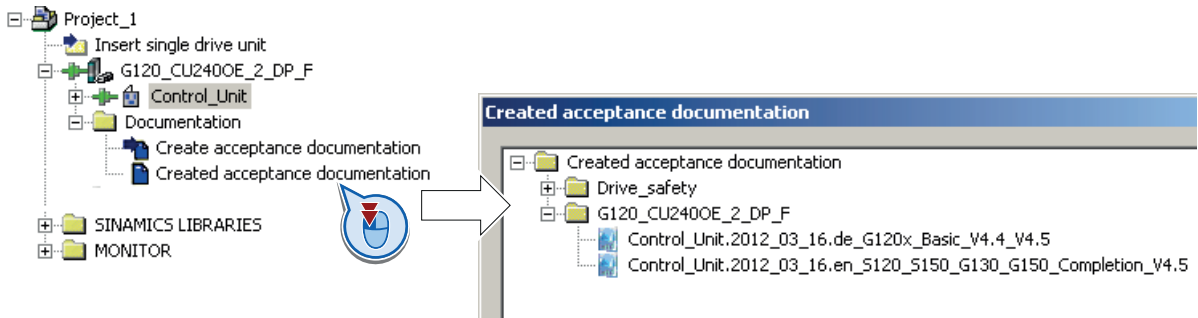 Project_1
Insert single drive unit
G120_CU240OE_2_DP_F
Control_Unit
Documentation
Create acceptance documentation
Created acceptance documentation
SINAMICS LIBRARIES
MONITOR
Created acceptance documentation
Created acceptance documentation
Drive_safety
G120_CU240OE_2_DP_F
Control_Unit.2012_03_16.de_G120x_Basic_V4.4_V4.5
Control_Unit.2012_03_16.en_S120_S150_G130_G150_Completion_V4.5